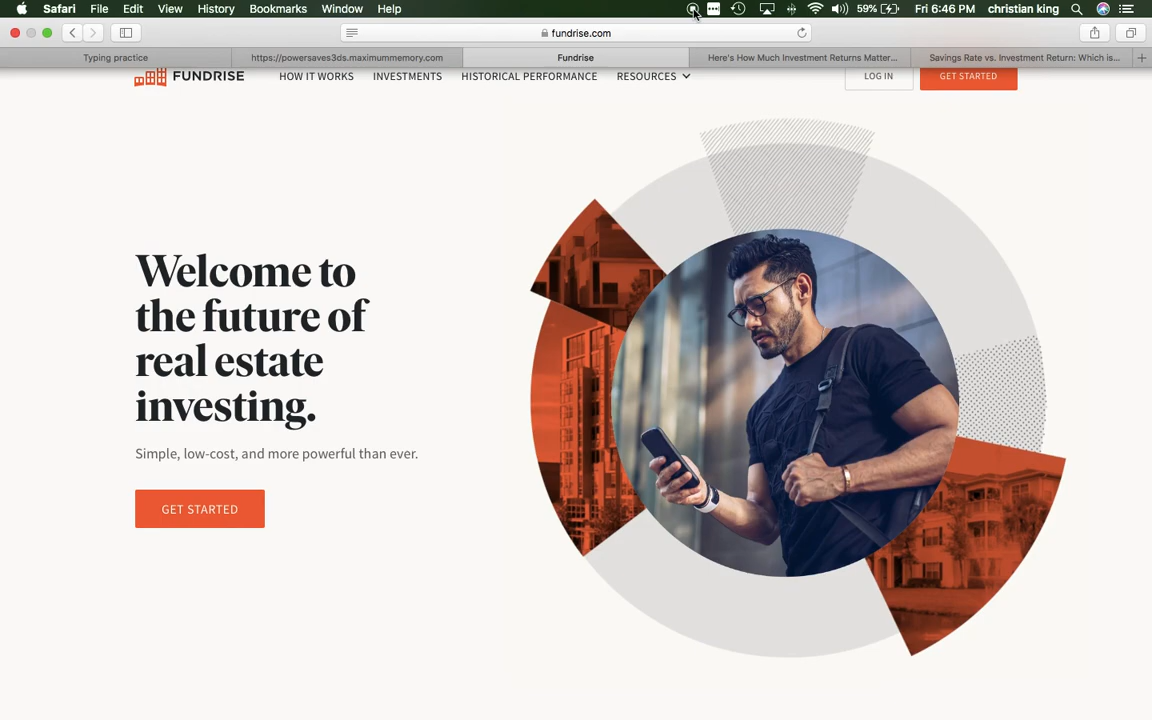 Safari File Edit View History Bookmarks Window Help 59% Fri 6:46 PM christian king
fundrise.com
Typing practice https://powersaves3ds.maximummemory.com Fundrise Here's How Much Investment Returns Matter... Savings Rate vs. Investment Return: Which is...
FUNDRISE HOW IT WORKS INVESTMENTS HISTORICAL PERFORMANCE RESOURCES LOG IN GET STARTED
Welcome to
the future of
real estate
investing.
Simple, low-cost, and more powerful than ever.
GET STARTED